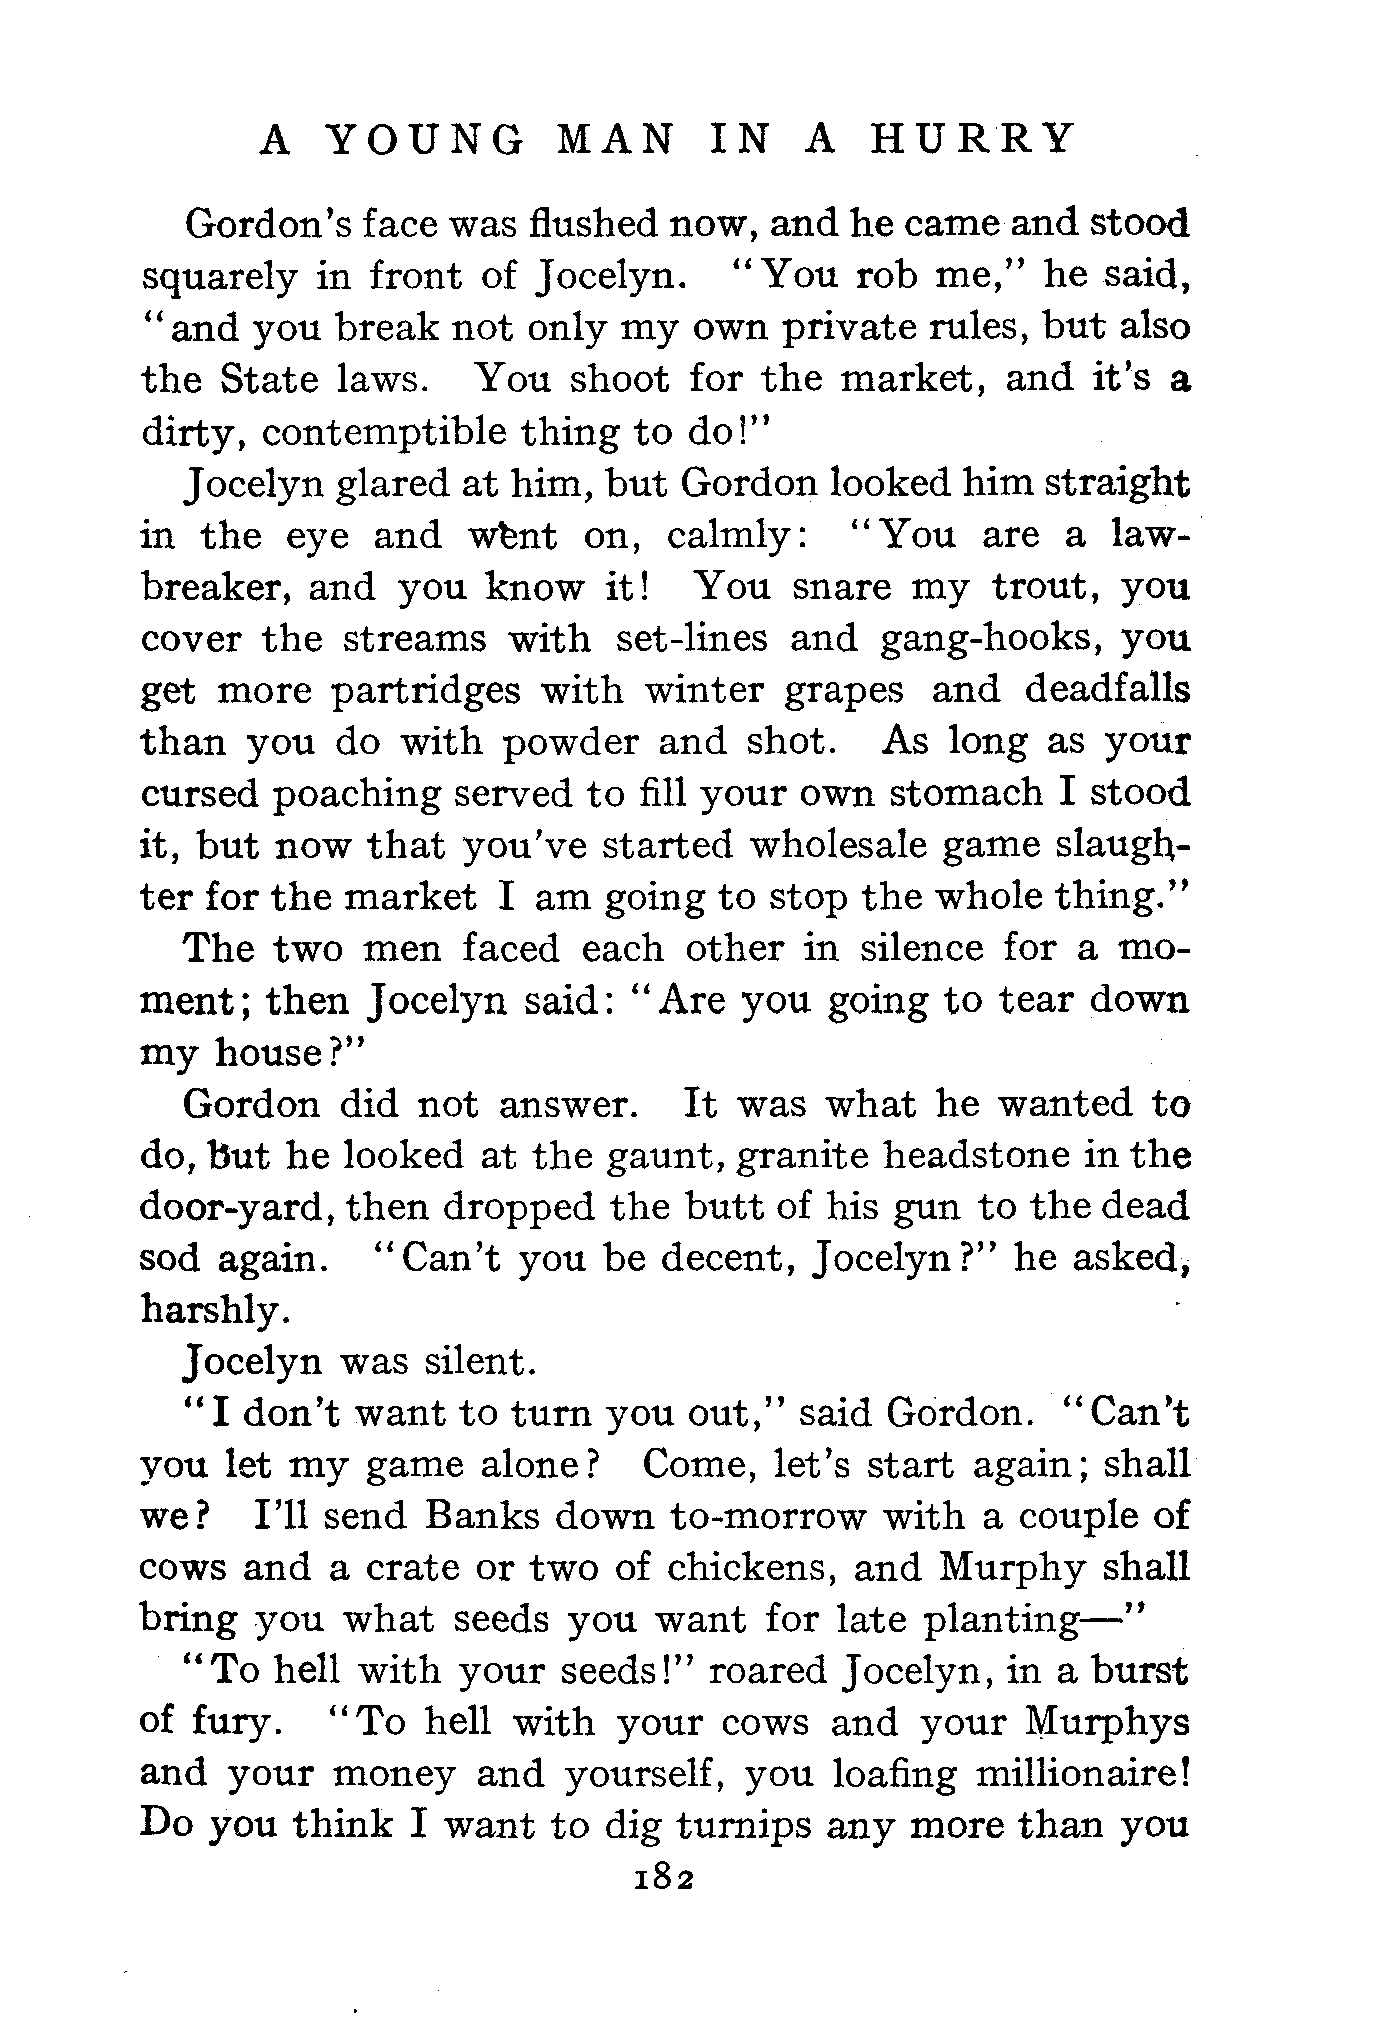 A YOUNG MAN IN A HURRY
Gordon's face was flushed now, and he came and stood
squarely in front of Jocelyn. "You rob me," he said,
"and you break not only my own private rules, but also
the State laws. You shoot for the market, and it's a
dirty, contemptible thing to do!"
Jocelyn glared at him, but Gordon looked him straight
in the eye and went on, calmly: "You are a law-
breaker, and you know it! You snare my trout, you
cover the streams with set-lines and gang-hooks, you
get more partridges with winter grapes and deadfalls
than you do with powder and shot. As long as your
cursed poaching served to fill your own stomach I stood
it, but now that you've started wholesale game slaugh-
ter for the market I am going to stop the whole thing."
The two men faced each other in silence for a mo-
ment; then Jocelyn said: "Are you going to tear down
my house?"
Gordon did not answer. It was what he wanted to
do, but he looked at the gaunt, granite headstone in the
door-yard, then dropped the butt of his gun to the dead
sod again. "Can't you be decent, Jocelyn?" he asked,
harshly.
Jocelyn was silent.
"I don't want to turn you out," said Gordon. "Can't
you let my game alone? Come, let's start again; shall
we? I'll send Banks down to-morrow with a couple of
cows and a crate or two of chickens, and Murphy shall
bring you what seeds you want for late planting—"
"To hell with your seeds!" roared Jocelyn, in a burst
of fury. "To hell with your cows and your Murphys
and your money and yourself, you loafing millionaire!
Do you think I want to dig turnips any more than you
182